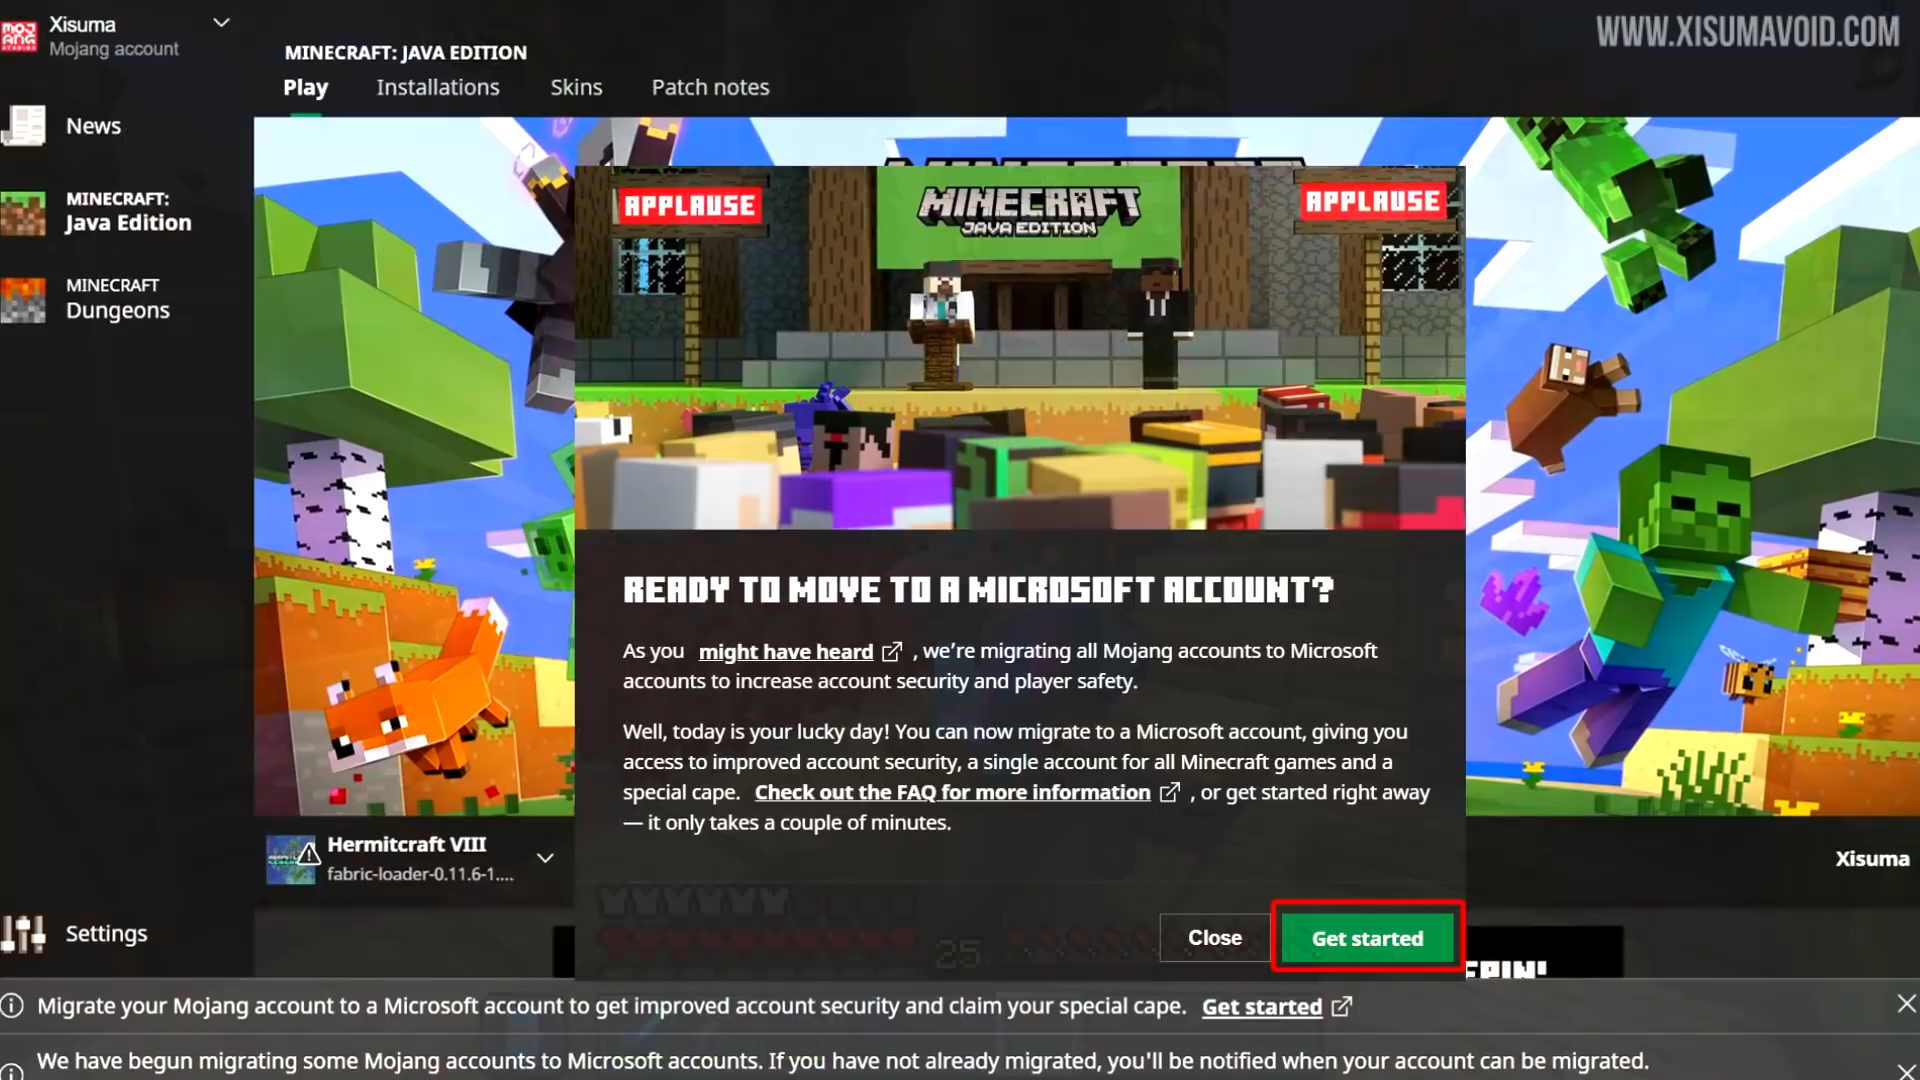 Xisuma
Mojang account
WWW.XISUMAVOID.COM
MINECRAFT: JAVA EDITION
Play Installations Skins Patch notes
News
MINECRAFT:
Java Edition
MINECRAFT
Dungeons
APPLAUSE
MINECRAFT
JAVA EDITION
APPLAUSE
READY TO MOVE TO A MICROSOFT ACCOUNT?
As you might have heard , we're migrating all Mojang accounts to Microsoft
accounts to increase account security and player safety.
Well, today is your lucky day! You can now migrate to a Microsoft account, giving you
access to improved account security, a single account for all Minecraft games and a
special cape. Check out the FAQ for more information , or get started right away
— it only takes a couple of minutes.
Hermitcraft VIII
fabric-loader-0.11.6-1....
Xisuma
Settings
35
Close
Get started
Migrate your Mojang account to a Microsoft account to get improved account security and claim your special cape. Get started
We have begun migrating some Mojang accounts to Microsoft accounts. If you have not already migrated, you'll be notified when your account can be migrated.